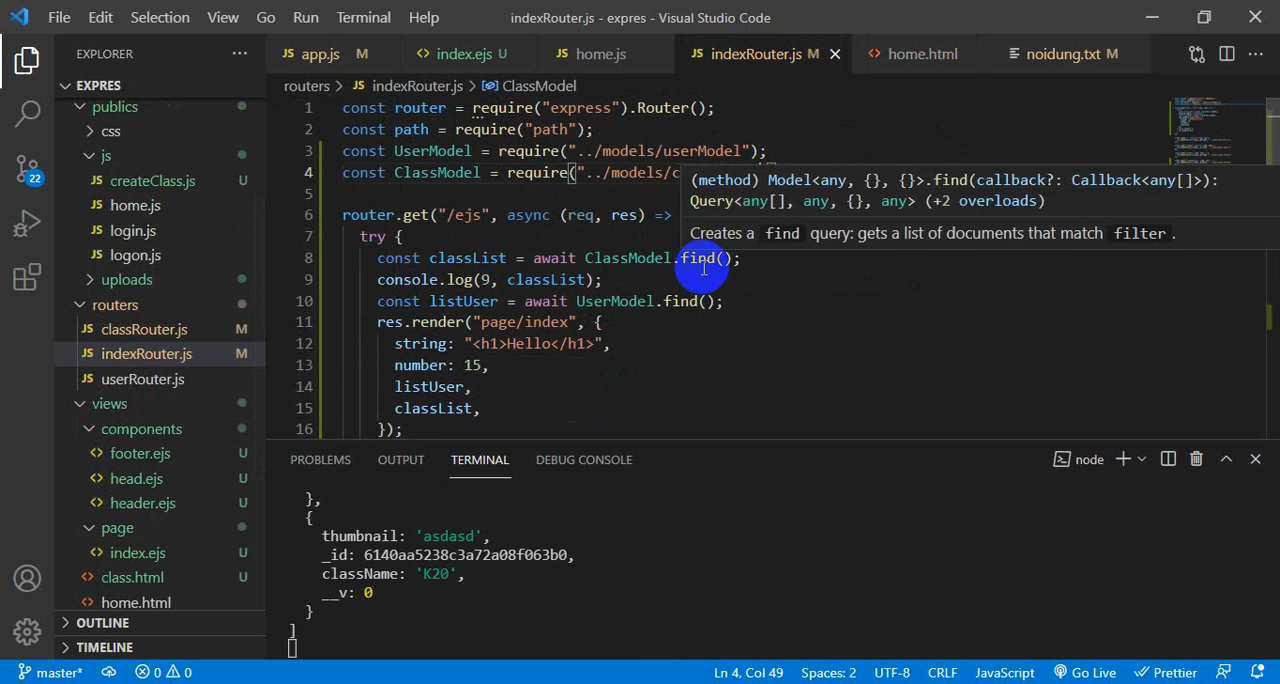 File Edit Selection View Go Run Terminal Help indexRouter.js - expres - Visual Studio Code
EXPLORER
EXPRES
publics
css
js
createClass.js U
home.js
login.js
logon.js
uploads
routers
classRouter.js M
indexRouter.js M
userRouter.js
views
components
footer.ejs U
head.ejs U
header.ejs U
page
index.ejs U
class.html U
home.html
OUTLINE
TIMELINE
22
JS app.js M <> index.ejs U JS home.js JS indexRouter.js M <> home.html noidung.txt M
routers > JS indexRouter.js > ClassModel
1 const router = require("express").Router();
2 const path = require("path");
3 const UserModel = require("../models/userModel");
4 const ClassModel = require("../models/c
5
6 router.get("/ejs", async (req, res) =>
7 try {
8 const classList = await ClassModel.find();
9 console.log(9, classList);
10 const listUser = await UserModel.find();
11 res.render("page/index", {
12 string: "<h1>Hello</h1>",
13 number: 15,
14 listUser,
15 classList,
16 });
(method) Model<any, {}, {}>.find(callback?: Callback<any[]>):
Query<any[], any, {}, any> (+2 overloads)
Creates a find query: gets a list of documents that match filter.
PROBLEMS OUTPUT TERMINAL DEBUG CONSOLE node
},
{
thumbnail: 'asdasd',
_id: 6140aa5238c3a72a08f063b0,
className: 'K20',
__v: 0
}
]
master* 0 0 Ln 4, Col 49 Spaces: 2 UTF-8 CRLF JavaScript Go Live Prettier